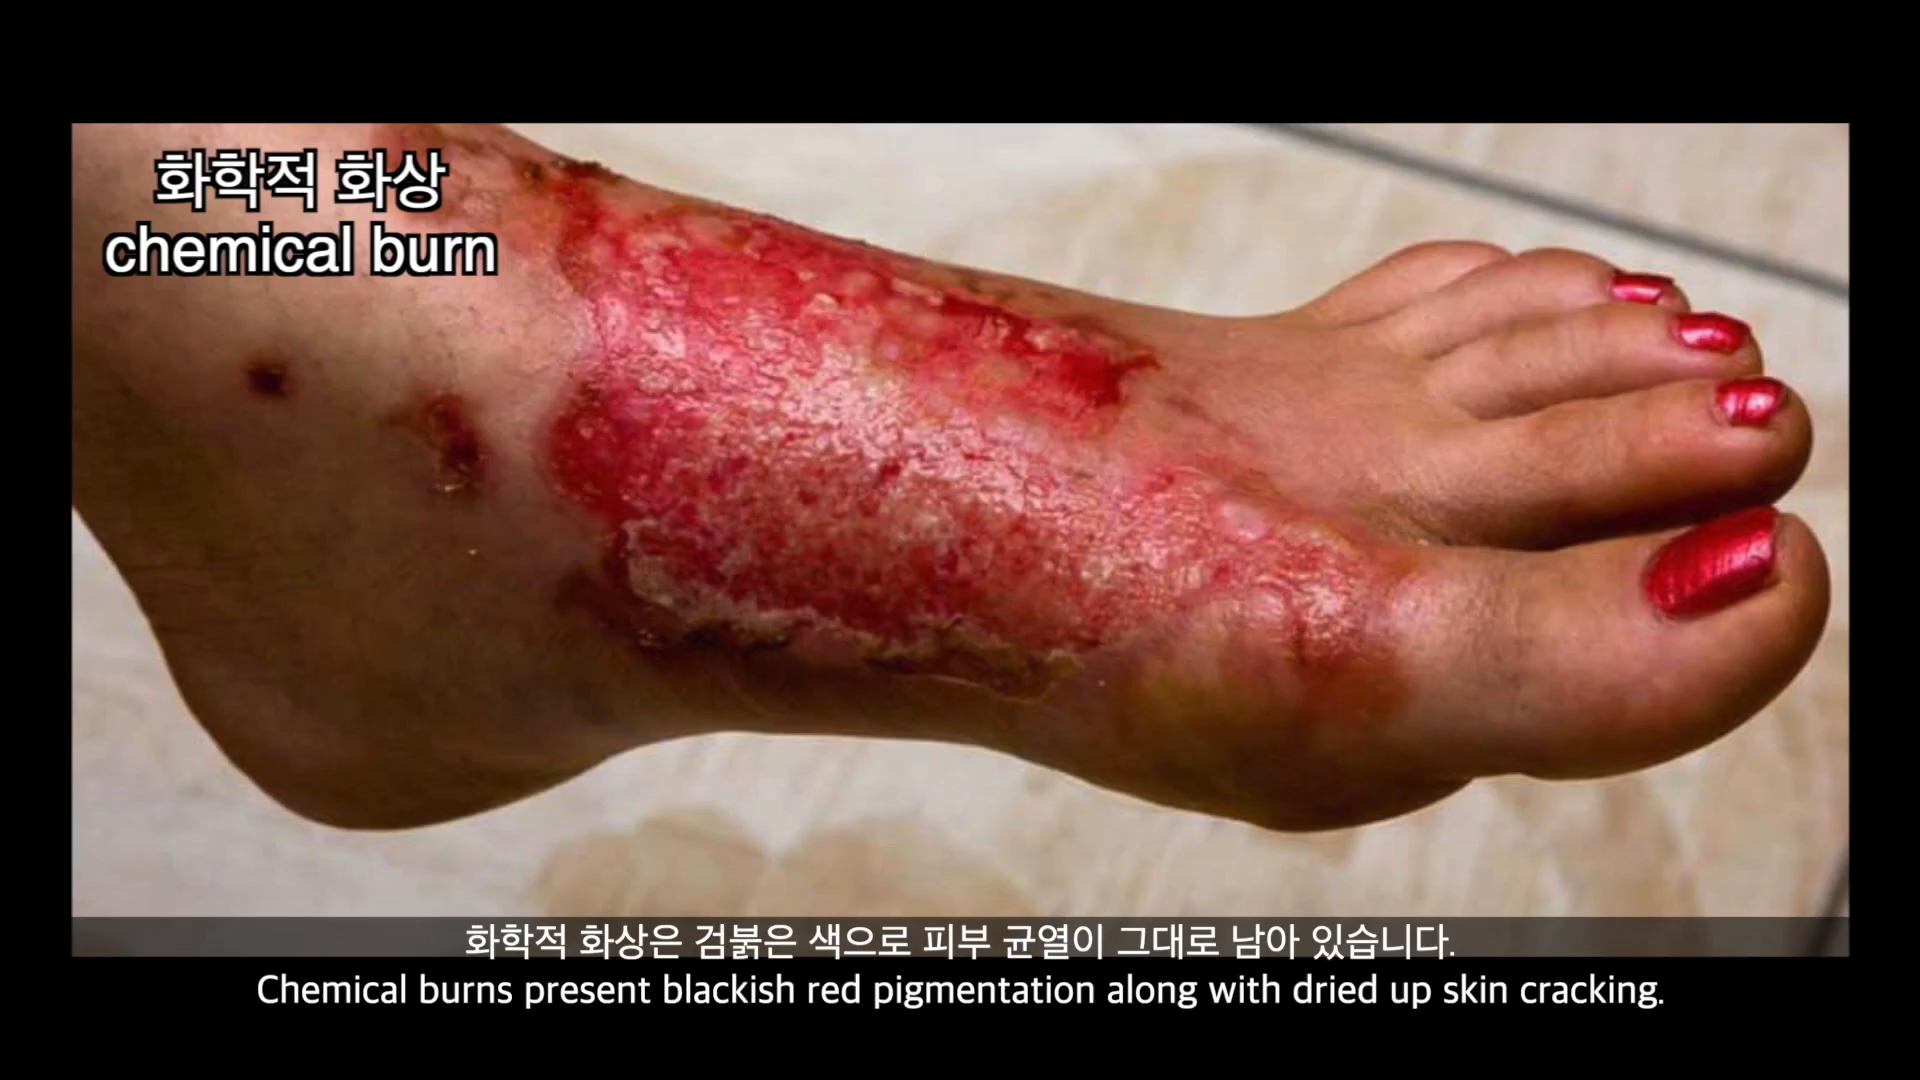 화학적 화상
chemical burn
화학적 화상은 검붉은 색으로 피부 균열이 그대로 남아 있습니다.
Chemical burns present blackish red pigmentation along with dried up skin cracking.